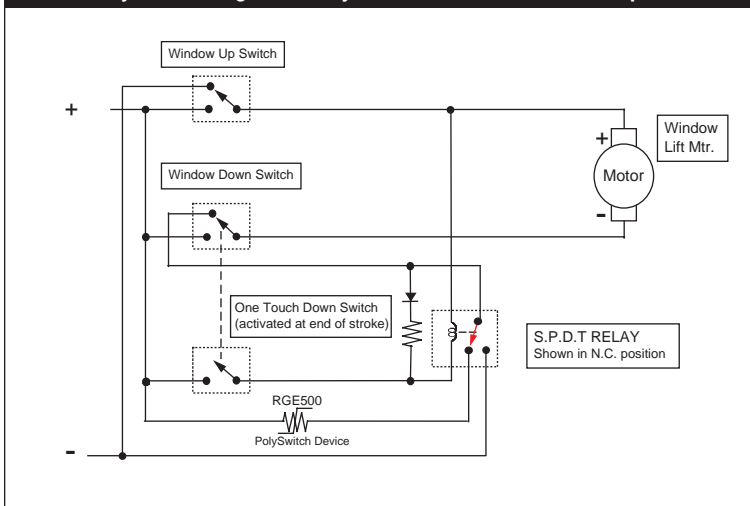 Window Up Switch
+
Window
Lift Mtr.
+
Motor
-
Window Down Switch
One Touch Down Switch
(activated at end of stroke)
S.P.D.T RELAY
Shown in N.C. position
RGE500
PolySwitch Device
-